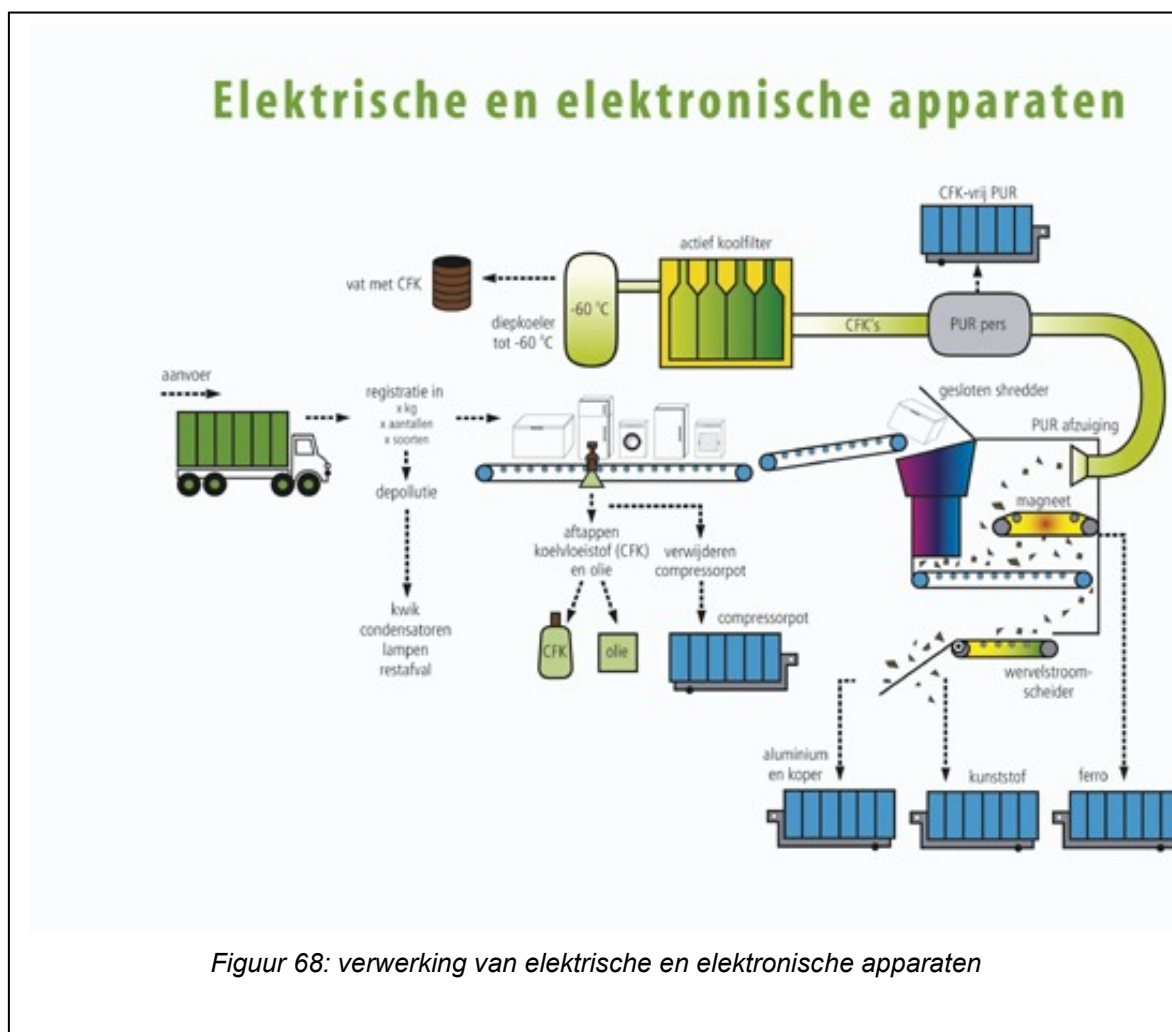 Elektrische en elektronische apparaten
CFK-vrij PUR
actief koolfilter
vat met CFK
-60 °C
diepkoeler
tot -60 °C
CFK's
PUR pers
aanvoer
registratie in
x kg
x aantallen
x soorten
gesloten shredder
PUR afzuiging
depollutie
magneet
aftappen
koelvloeistof (CFK)
en olie
verwijderen
compressorpot
kwik
condensatoren
lampen
restafval
CFK
olie
compressorpot
wervelstroom-
scheider
aluminium
en koper
kunststof
ferro
Figuur 68: verwerking van elektrische en elektronische apparaten